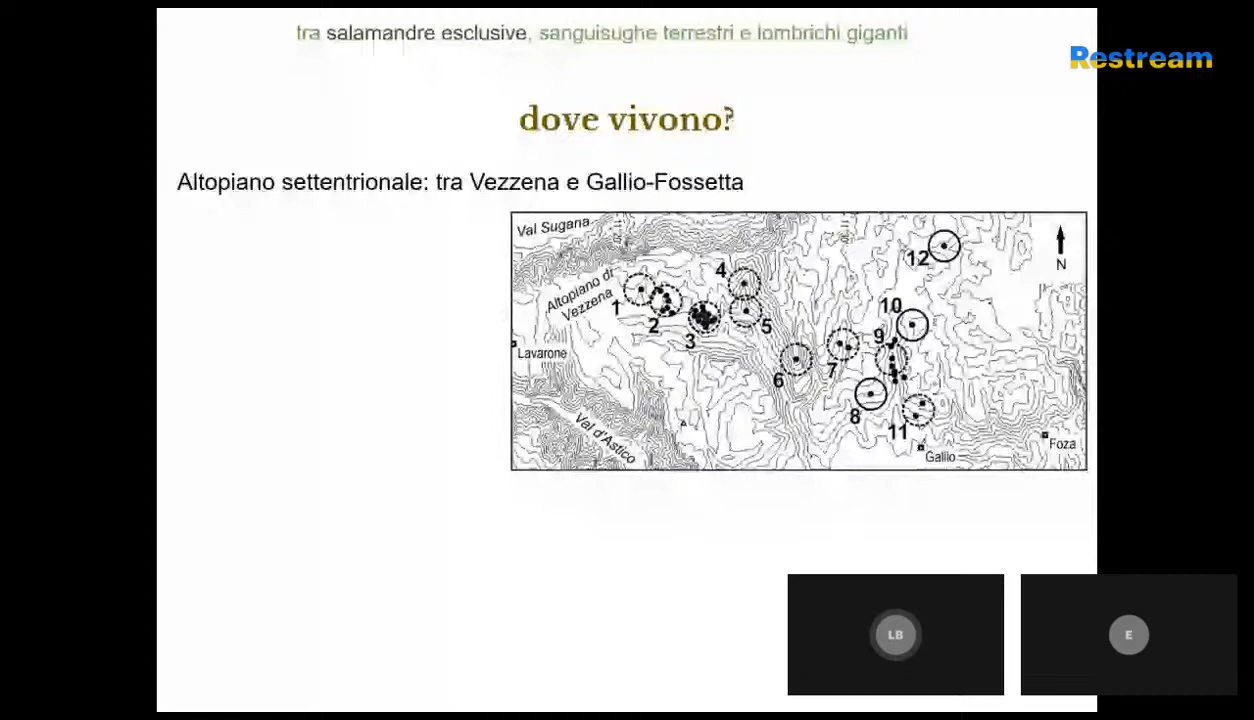 tra salamandre esclusive, sanguisughe terrestri e lombrichi giganti
Restream
dove vivono?
Altopiano settentrionale: tra Vezzena e Gallio-Fossetta
Val Sugana
Altopiano di
Vezzena
Lavarone
Val d'Astico
1
2
3
4
5
6
7
8
9
10
11
12
N
Gallio
Foza
LB
E